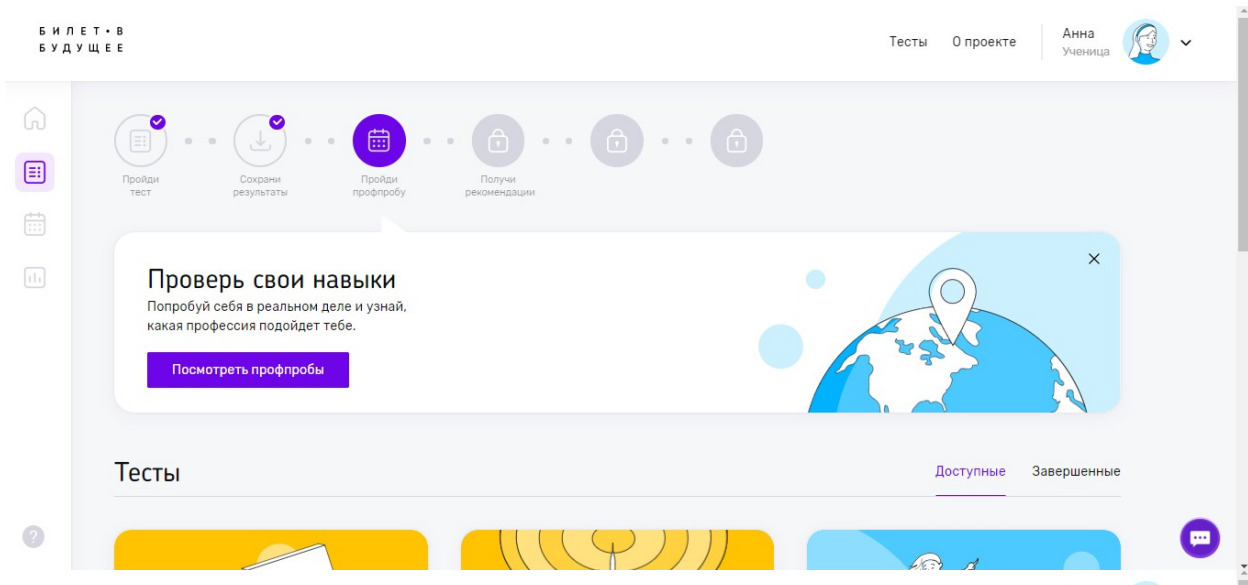 БИЛЕТ•В
БУДУЩЕЕ
Тесты О проекте Анна
Ученица
Пройди
тест
Сохрани
результаты
Пройди
профпробу
Получи
рекомендации
Проверь свои навыки
Попробуй себя в реальном деле и узнай,
какая профессия подойдет тебе.
Посмотреть профпробы
Тесты
Доступные Завершенные
?